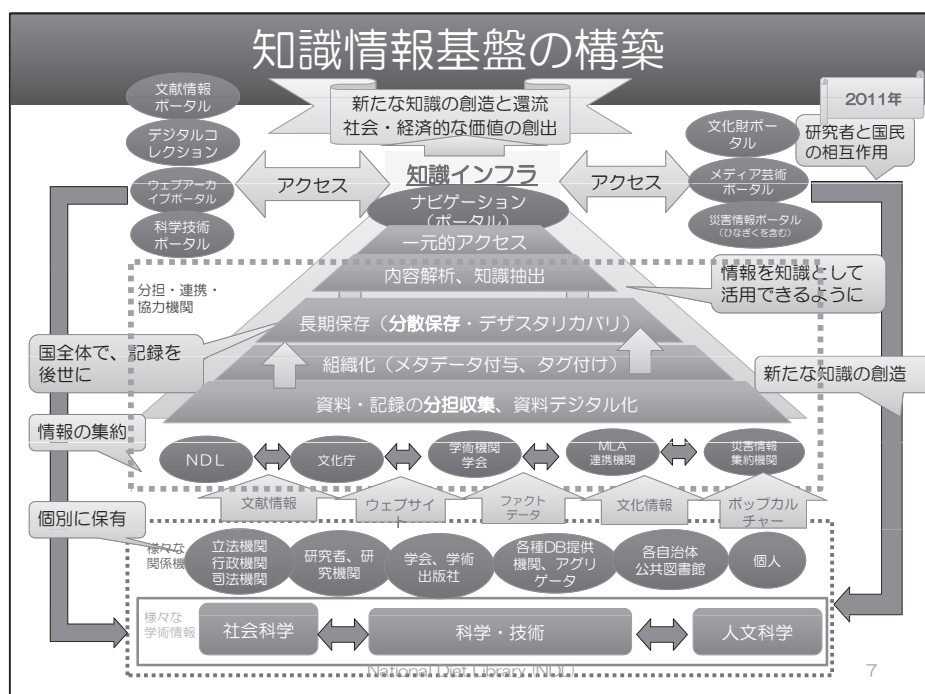 知識情報基盤の構築
文献情報
ポータル
デジタルコ
レクション
ウェブアーカ
イブポータル
科学技術
ポータル
アクセス
新たな知識の創造と還流
社会・経済的な価値の創出
知識インフラ
ナビゲーション
(ポータル)
アクセス
文化財ポー
タル
メディア芸術
ポータル
災害情報ポータル
(ひなぎくを含む)
2011年
研究者と国民
の相互作用
一元的アクセス
内容解析、知識抽出
情報を知識として
活用できるように
分担・連携・
協力機関
長期保存(分散保存・デザスタリカバリ)
国全体で、記録を
後世に
組織化(メタデータ付与、タグ付け)
新たな知識の創造
資料・記録の分担収集、資料デジタル化
情報の集約
NDL
文化庁
学術機関
学会
MLA
連携機関
災害情報
集約機関
文献情報
ウェブサイ
ト
ファクト
データ
文化情報
ポップカル
チャー
個別に保有
様々な
関係機
立法機関
行政機関
司法機関
研究者、研
究機関
学会、学術
出版社
各種DB提供
機関、アグリ
ゲータ
各自治体
公共図書館
個人
様々な
学術情報
社会科学
科学・技術
人文科学
National Diet Library (NDL)
7